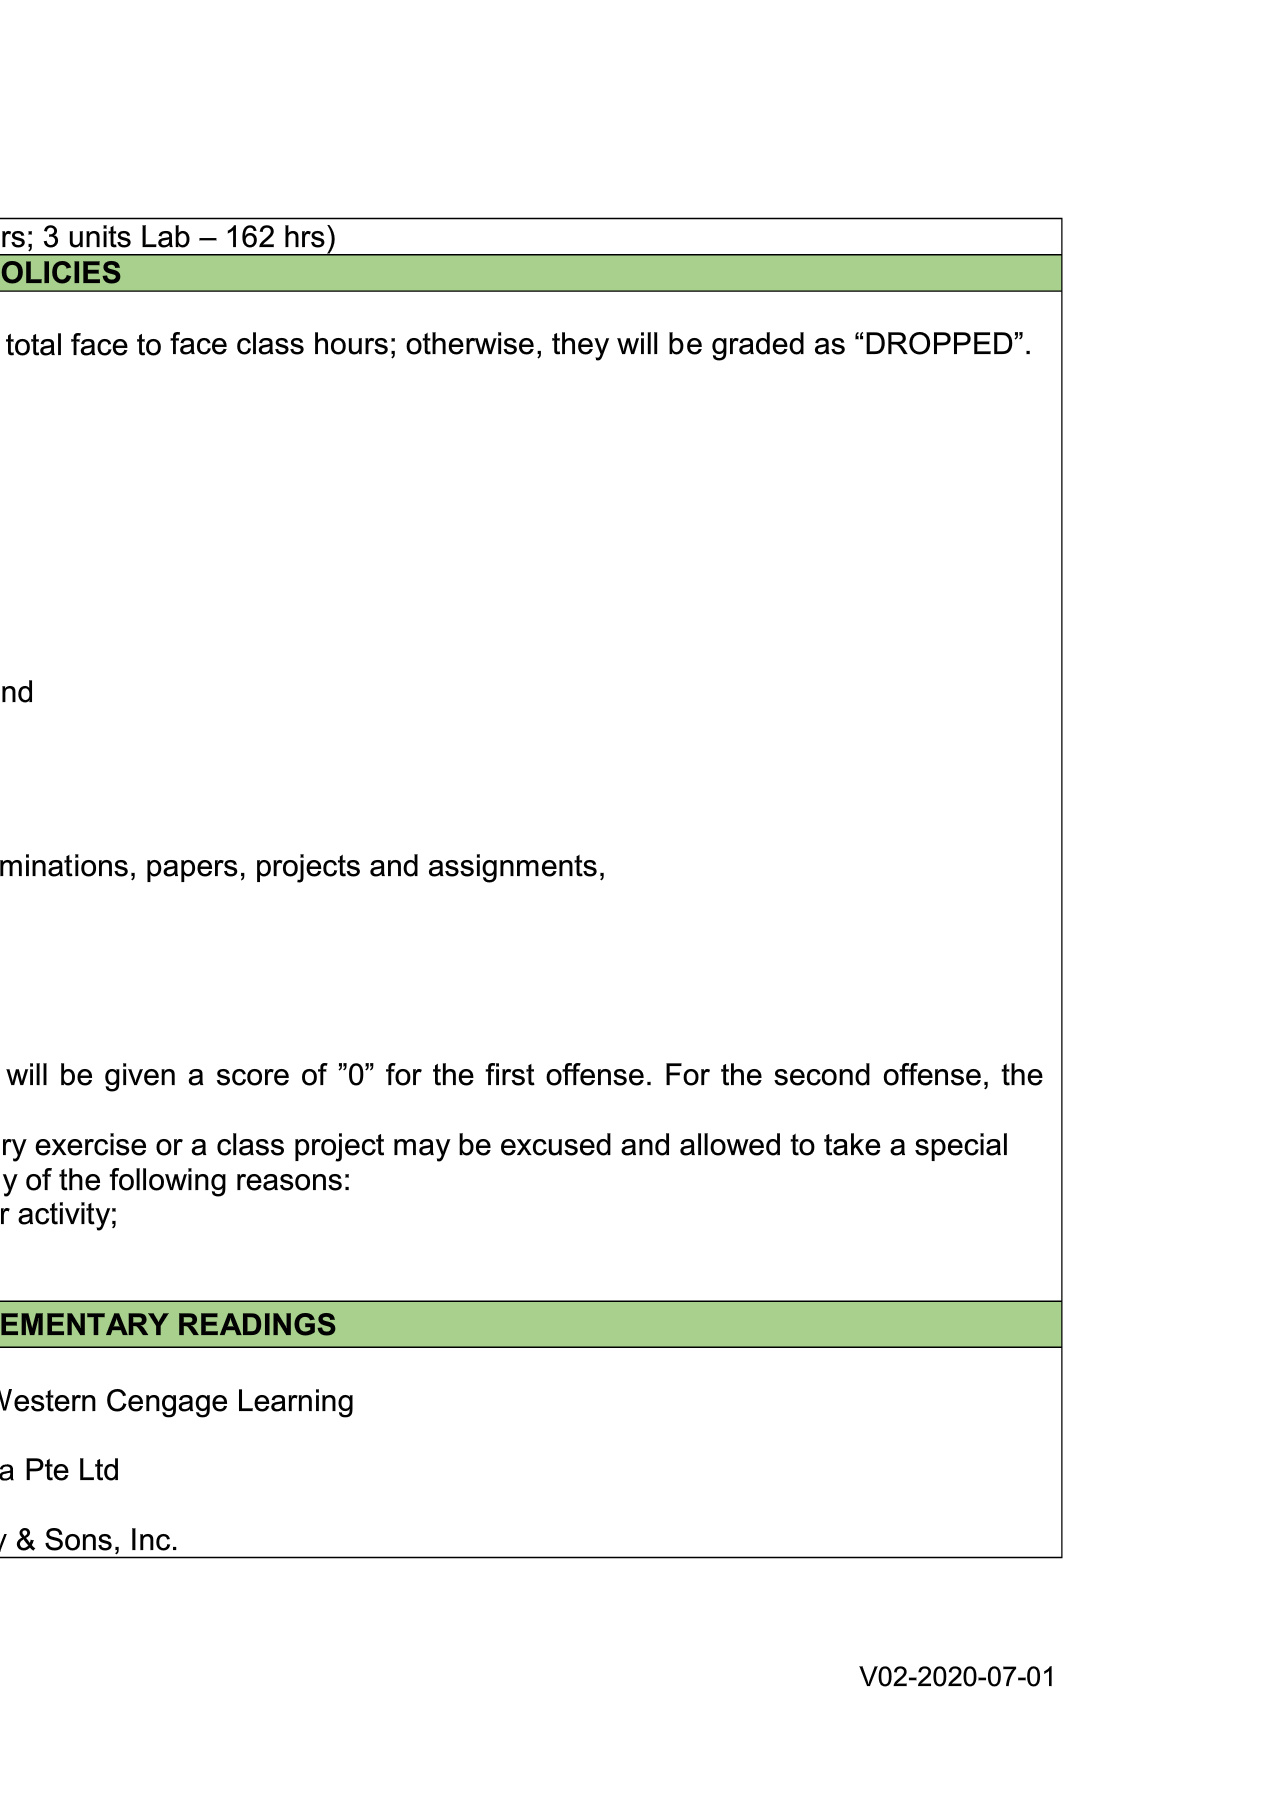 rs; 3 units Lab – 162 hrs)
OLICIES
total face to face class hours; otherwise, they will be graded as “DROPPED”.
nd
minations, papers, projects and assignments,
will be given a score of ”0” for the first offense. For the second offense, the
ry exercise or a class project may be excused and allowed to take a special
y of the following reasons:
r activity;
EMENTARY READINGS
Western Cengage Learning
a Pte Ltd
y & Sons, Inc.
V02-2020-07-01